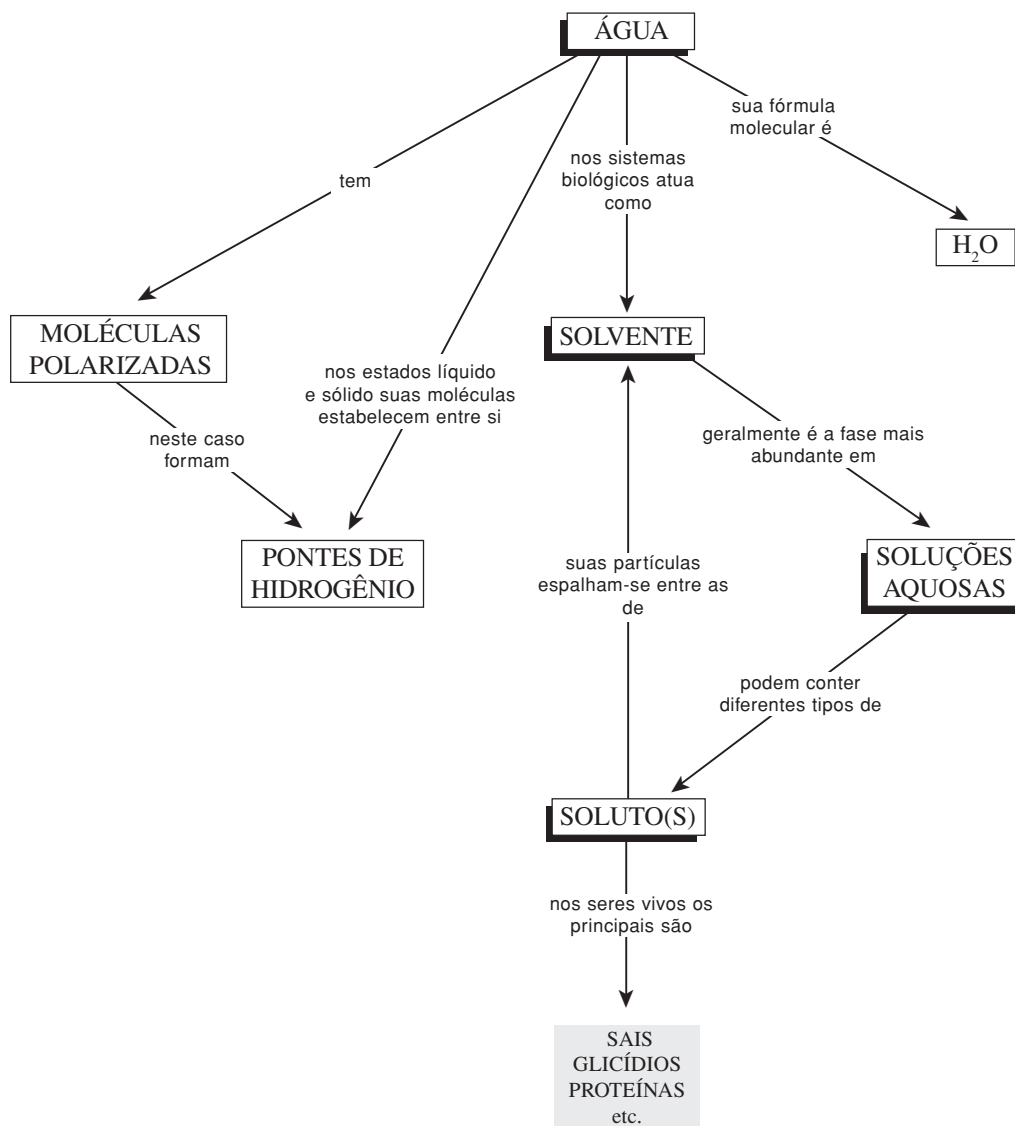 ÁGUA
sua fórmula
molecular é
nos sistemas
biológicos atua
como
tem
H₂O
MOLÉCULAS
POLARIZADAS
SOLVENTE
nos estados líquido
e sólido suas moléculas
estabelecem entre si
neste caso
formam
geralmente é a fase mais
abundante em
PONTES DE
HIDROGÊNIO
suas partículas
espalham-se entre as
de
SOLUÇÕES
AQUOSAS
podem conter
diferentes tipos de
SOLUTO(S)
nos seres vivos os
principais são
SAIS
GLICÍDIOS
PROTEÍNAS
etc.